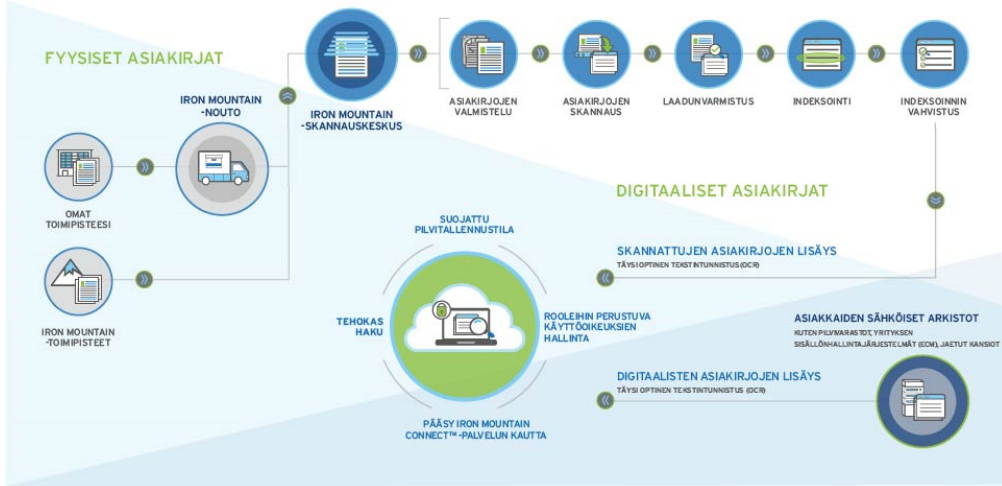 FYYSISET ASIAKIRJAT
IRON MOUNTAIN
-NOUTO
OMAT
TOIMIPISTEESI
IRON MOUNTAIN
-TOIMIPISTEET
IRON MOUNTAIN
-SKANNAUSKESKUS
ASIAKIRJOJEN
VALMISTELU
ASIAKIRJOJEN
SKANNAUS
LAADUNVARMISTUS
INDEKSOINTI
INDEKSOINNIN
VAHVISTUS
DIGITAALISET ASIAKIRJAT
SKANNATTUJEN ASIAKIRJOJEN LISÄYS
TÄYSI OPTINEN TEKSTINTUNNISTUS (OCR)
SUOJATTU
PILVITALLENNUSTILA
TEHOKAS
HAKU
ROOLEIHIN PERUSTUVA
KÄYTTÖOIKEUKSIEN
HALLINTA
PÄÄSY IRON MOUNTAIN
CONNECT™-PALVELUN KAUTTA
ASIAKKAIDEN SÄHKÖISET ARKISTOT
KUTEN PILVIVARASTOT, YRITYKSEN
SISÄLLÖNHALLINTAJÄRJESTELMÄT (ECM), JAETUT KANSIOT
DIGITAALISTEN ASIAKIRJOJEN LISÄYS
TÄYSI OPTINEN TEKSTINTUNNISTUS (OCR)